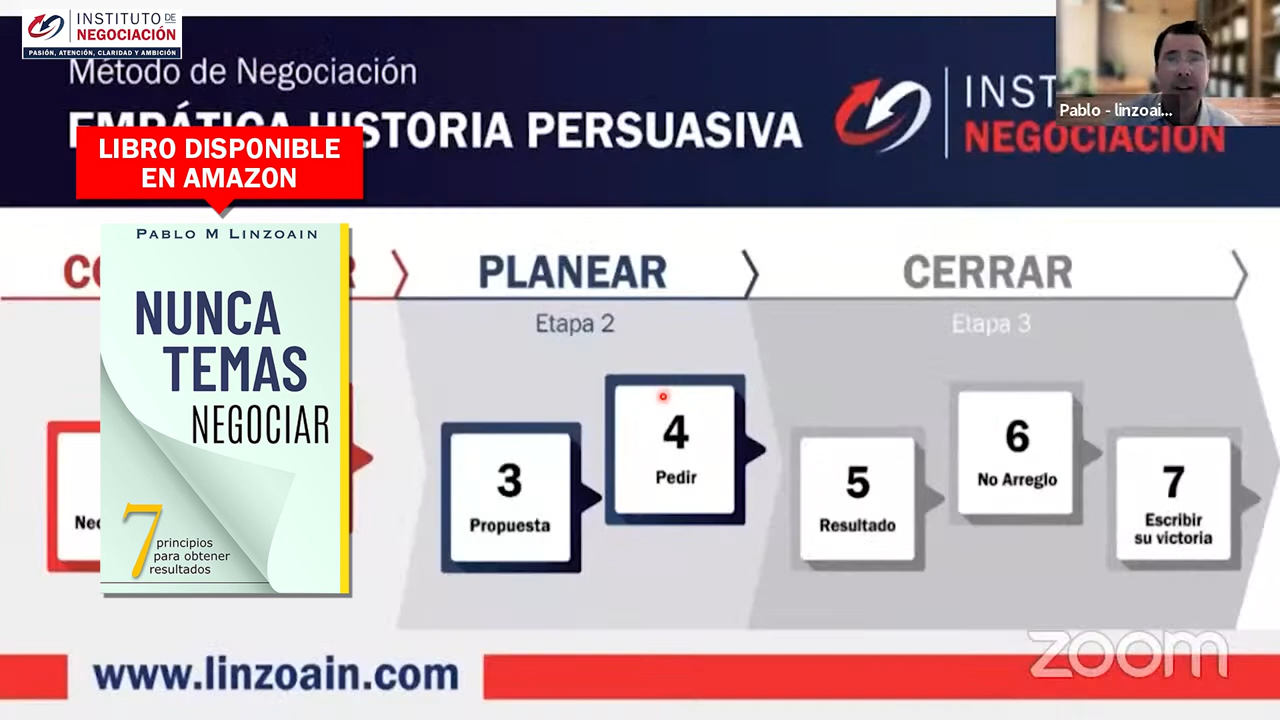 INSTITUTO DE
NEGOCIACIÓN
PASIÓN, ATENCIÓN, CLARIDAD Y AMBICIÓN
Método de Negociación
HISTORIA PERSUASIVA
INST
NEGOCIACIÓN
Pablo - linzoai...
LIBRO DISPONIBLE
EN AMAZON
PABLO M LINZOAIN
NUNCA
TEMAS
NEGOCIAR
7 principios
para obtener
resultados
PLANEAR
Etapa 2
CERRAR
Etapa 3
3
Propuesta
4
Pedir
5
Resultado
6
No Arreglo
7
Escribir
su victoria
www.linzoain.com
zoom